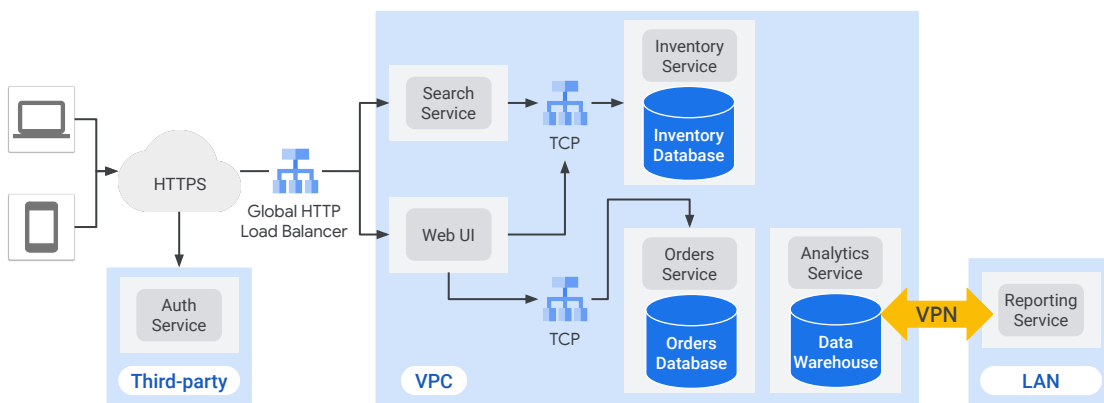 HTTPS
Global HTTP
Load Balancer
Auth
Service
Third-party
Search
Service
TCP
Inventory
Service
Inventory
Database
Web UI
TCP
Orders
Service
Orders
Database
Analytics
Service
Data
Warehouse
VPC
VPN
Reporting
Service
LAN